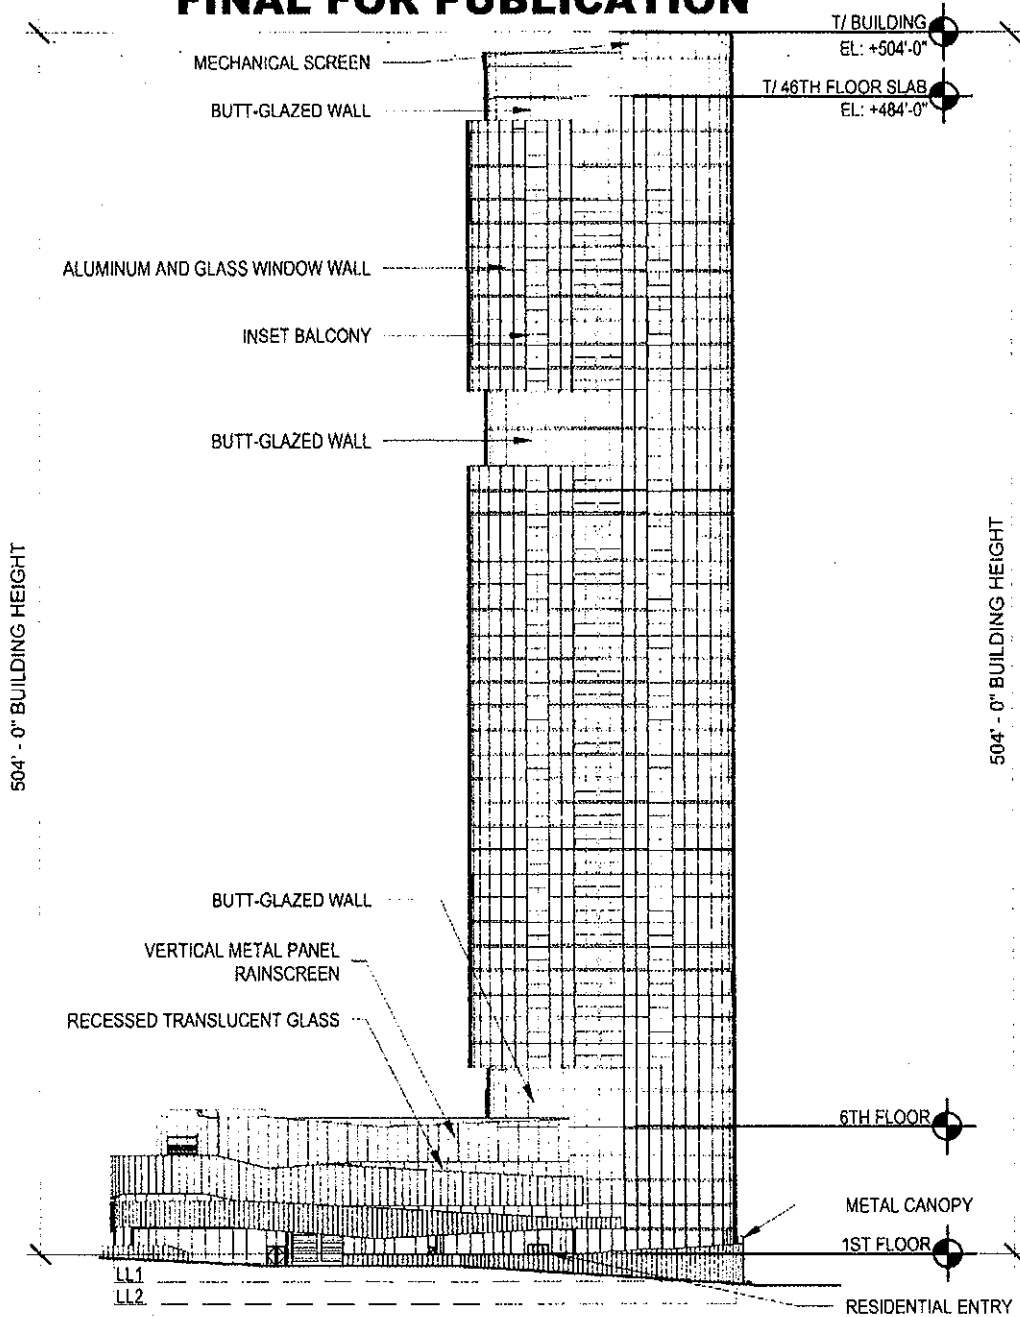 FINAL FOR PUBLICATION
T/ BUILDING
EL: +504'-0"
MECHANICAL SCREEN
T/ 46TH FLOOR SLAB
EL: +484'-0"
BUTT-GLAZED WALL
ALUMINUM AND GLASS WINDOW WALL
INSET BALCONY
BUTT-GLAZED WALL
504' - 0" BUILDING HEIGHT
504' - 0" BUILDING HEIGHT
BUTT-GLAZED WALL
VERTICAL METAL PANEL
RAINSCREEN
RECESSED TRANSLUCENT GLASS
6TH FLOOR
METAL CANOPY
1ST FLOOR
LL1
LL2
RESIDENTIAL ENTRY